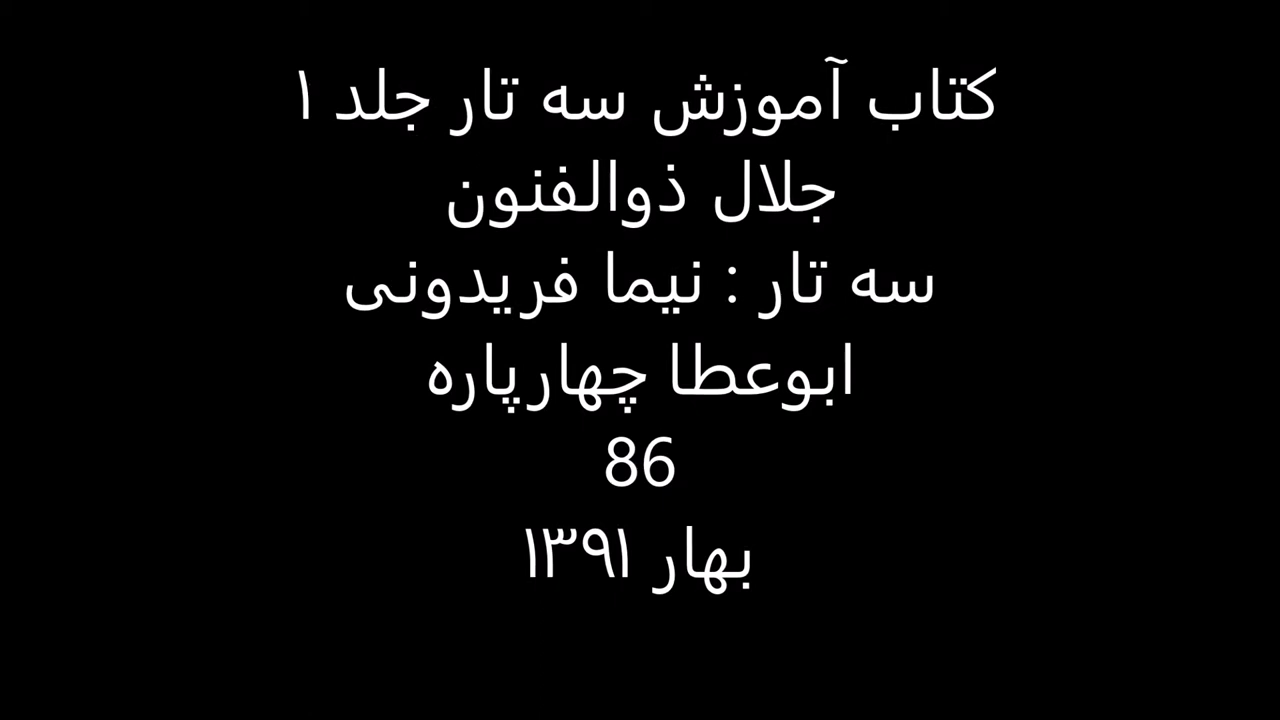 کتاب آموزش سه تار جلد ۱
جلال ذوالفنون
سه تار : نیما فریدونی
ابوعطا چهارپاره
86
بهار ۱۳۹۱